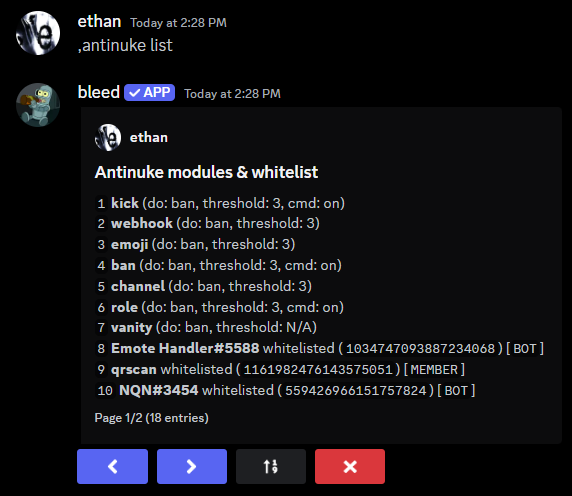 ethan Today at 2:28 PM
,antinuke list
bleed ✓ APP Today at 2:28 PM
ethan
Antinuke modules & whitelist
1 kick (do: ban, threshold: 3, cmd: on)
2 webhook (do: ban, threshold: 3)
3 emoji (do: ban, threshold: 3)
4 ban (do: ban, threshold: 3, cmd: on)
5 channel (do: ban, threshold: 3)
6 role (do: ban, threshold: 3, cmd: on)
7 vanity (do: ban, threshold: N/A)
8 Emote Handler#5588 whitelisted (1034747093887234068)[BOT]
9 qrscan whitelisted (1161982476143575051)[MEMBER]
10 NQN#3454 whitelisted (559426966151757824)[BOT]
Page 1/2 (18 entries)